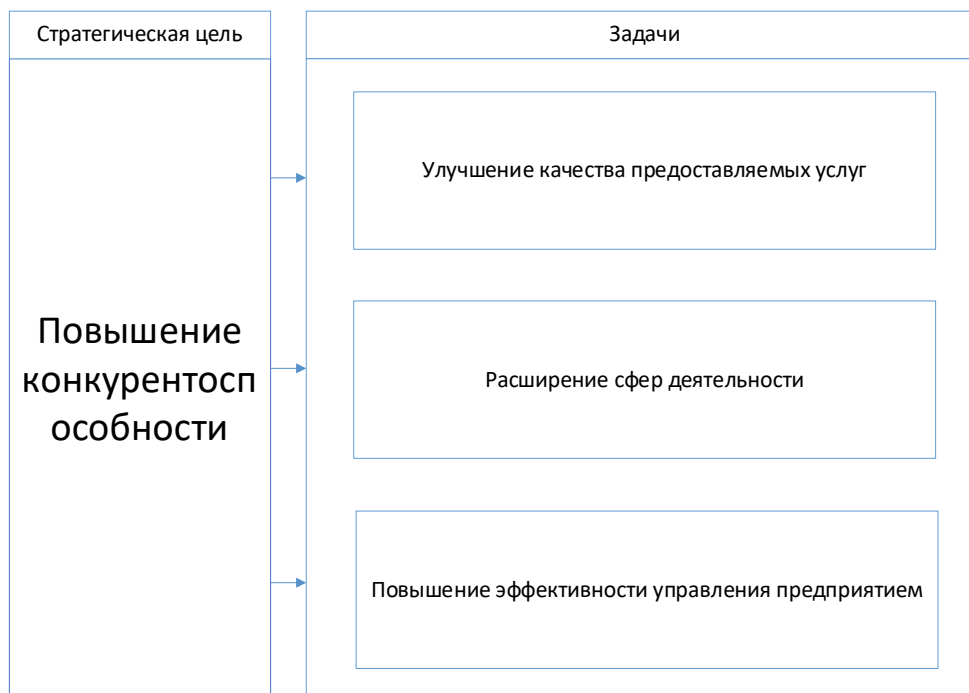 Стратегическая цель
Задачи
Повышение
конкурентосп
особности
Улучшение качества предоставляемых услуг
Расширение сфер деятельности
Повышение эффективности управления предприятием